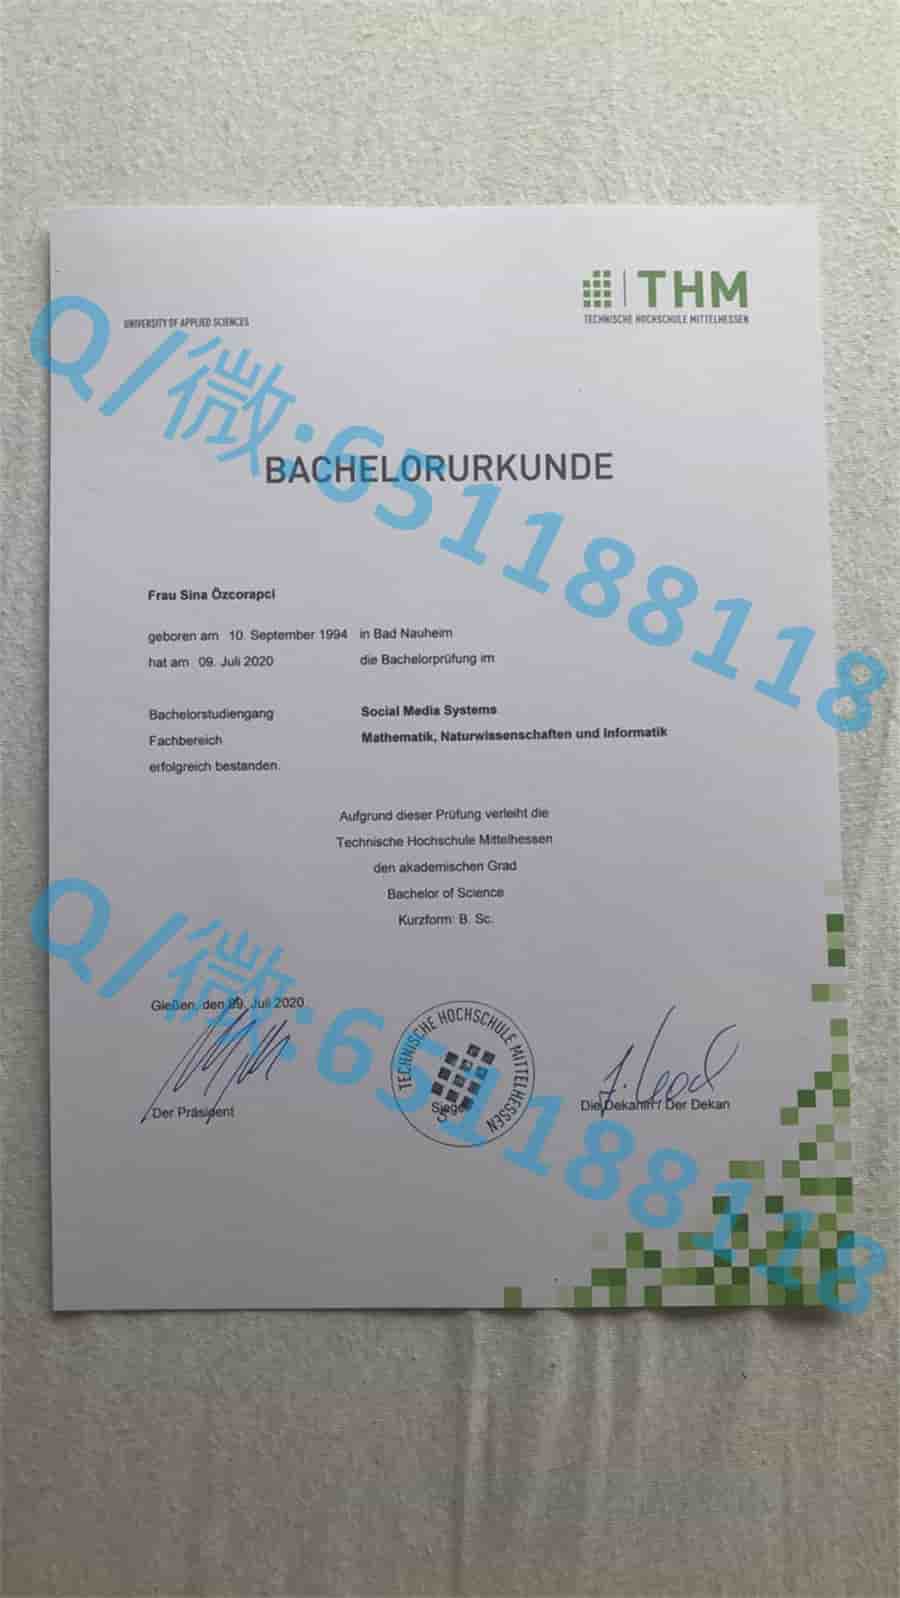 THM
UNIVERSITY OF APPLIED SCIENCES
TECHNISCHE HOCHSCHULE MITTELHESSEN
Q/微:651188118
BACHELORURKUNDE
Frau Sina Özcorapci
geboren am 10. September 1994 in Bad Nauheim
hat am 09. Juli 2020 die Bachelorprüfung im
Bachelorstudiengang Social Media Systems
Fachbereich Mathematik, Naturwissenschaften und Informatik
erfolgreich bestanden.
Aufgrund dieser Prüfung verleiht die
Technische Hochschule Mittelhessen
den akademischen Grad
Bachelor of Science
Kurzform: B. Sc.
Q/微:651188118
Gießen, den 09. Juli 2020
TECHNISCHE HOCHSCHULE MITTELHESSEN
Der Präsident
Siegel
Die Dekanin / Der Dekan